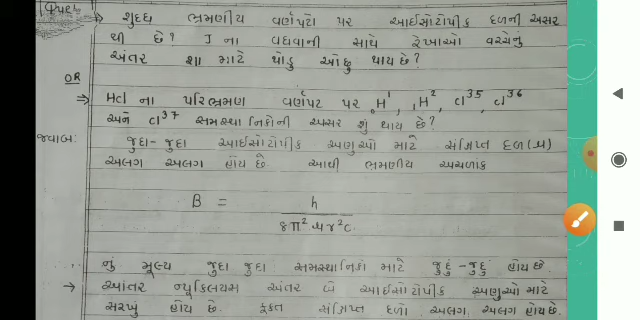 શુદ્ધ ભ્રમણીય વર્ણપટો પર આઈસોટોપીક દળની અસર
શી છે? J ના વધવાની સાથે રેખાઓ વચ્ચેનુ
અંતર શા માટે થોડુ ઓછુ થાય છે?
OR
⇒ HCl ના પરિભ્રમણ વર્ણપટ પર ₁H¹, ₁H², Cl³⁵, Cl³⁶
અને Cl³⁷ સમસ્થાનિકોની અસર શું થાય છે?
જવાબ: જુદા-જુદા આઈસોટોપીક અણુઓ માટે સંક્ષિપ્ત દળ(μ)
અલગ અલગ હોય છે. આથી ભ્રમણીય અચળાંક
B = h
8π²μr²c
નું મૂલ્ય જુદા જુદા સમસ્થાનિકો માટે જુદું-જુદું હોય છે.
→ આંતર ન્યુક્લિયસ અંતર બે આઈસોટોપીક અણુઓ માટે
સરખું હોય છે. ફક્ત સંક્ષિપ્ત દળો અલગ અલગ હોય છે.